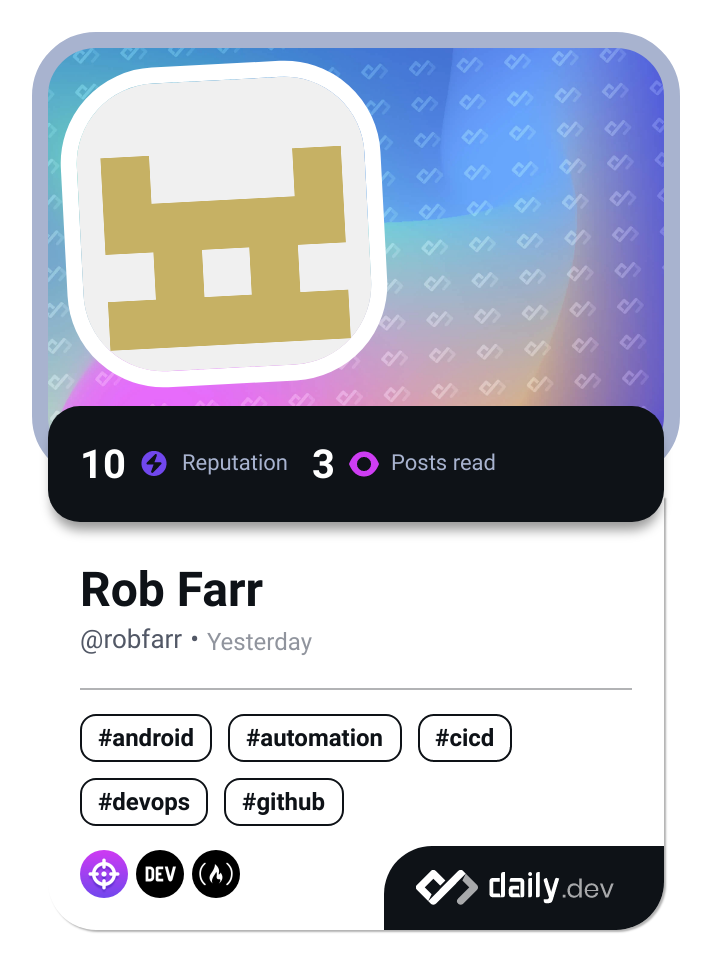 10 Reputation 3 Posts read
Rob Farr
@robfarr • Yesterday
#android #automation #cicd
#devops #github
DEV
daily.dev